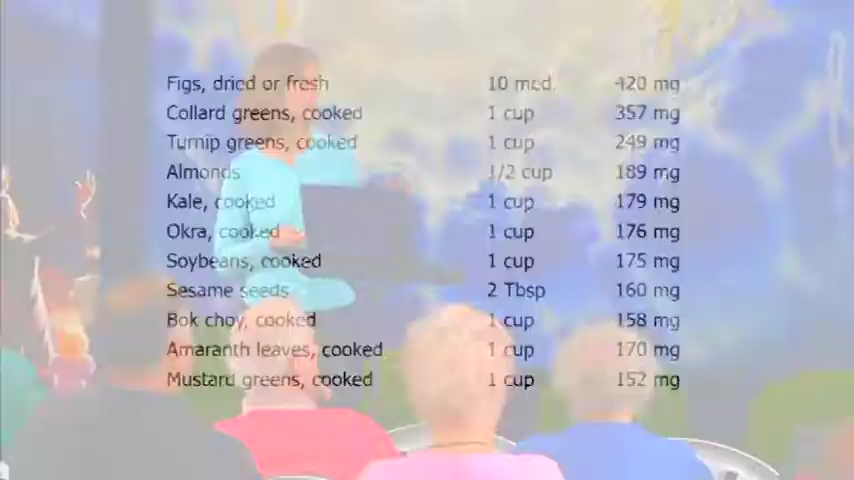 Figs, dried or fresh 10 med. 420 mg
Collard greens, cooked 1 cup 357 mg
Turnip greens, cooked 1 cup 249 mg
Almonds 1/2 cup 189 mg
Kale, cooked 1 cup 179 mg
Okra, cooked 1 cup 176 mg
Soybeans, cooked 1 cup 175 mg
Sesame seeds 2 Tbsp 160 mg
Bok choy, cooked 1 cup 158 mg
Amaranth leaves, cooked 1 cup 170 mg
Mustard greens, cooked 1 cup 152 mg